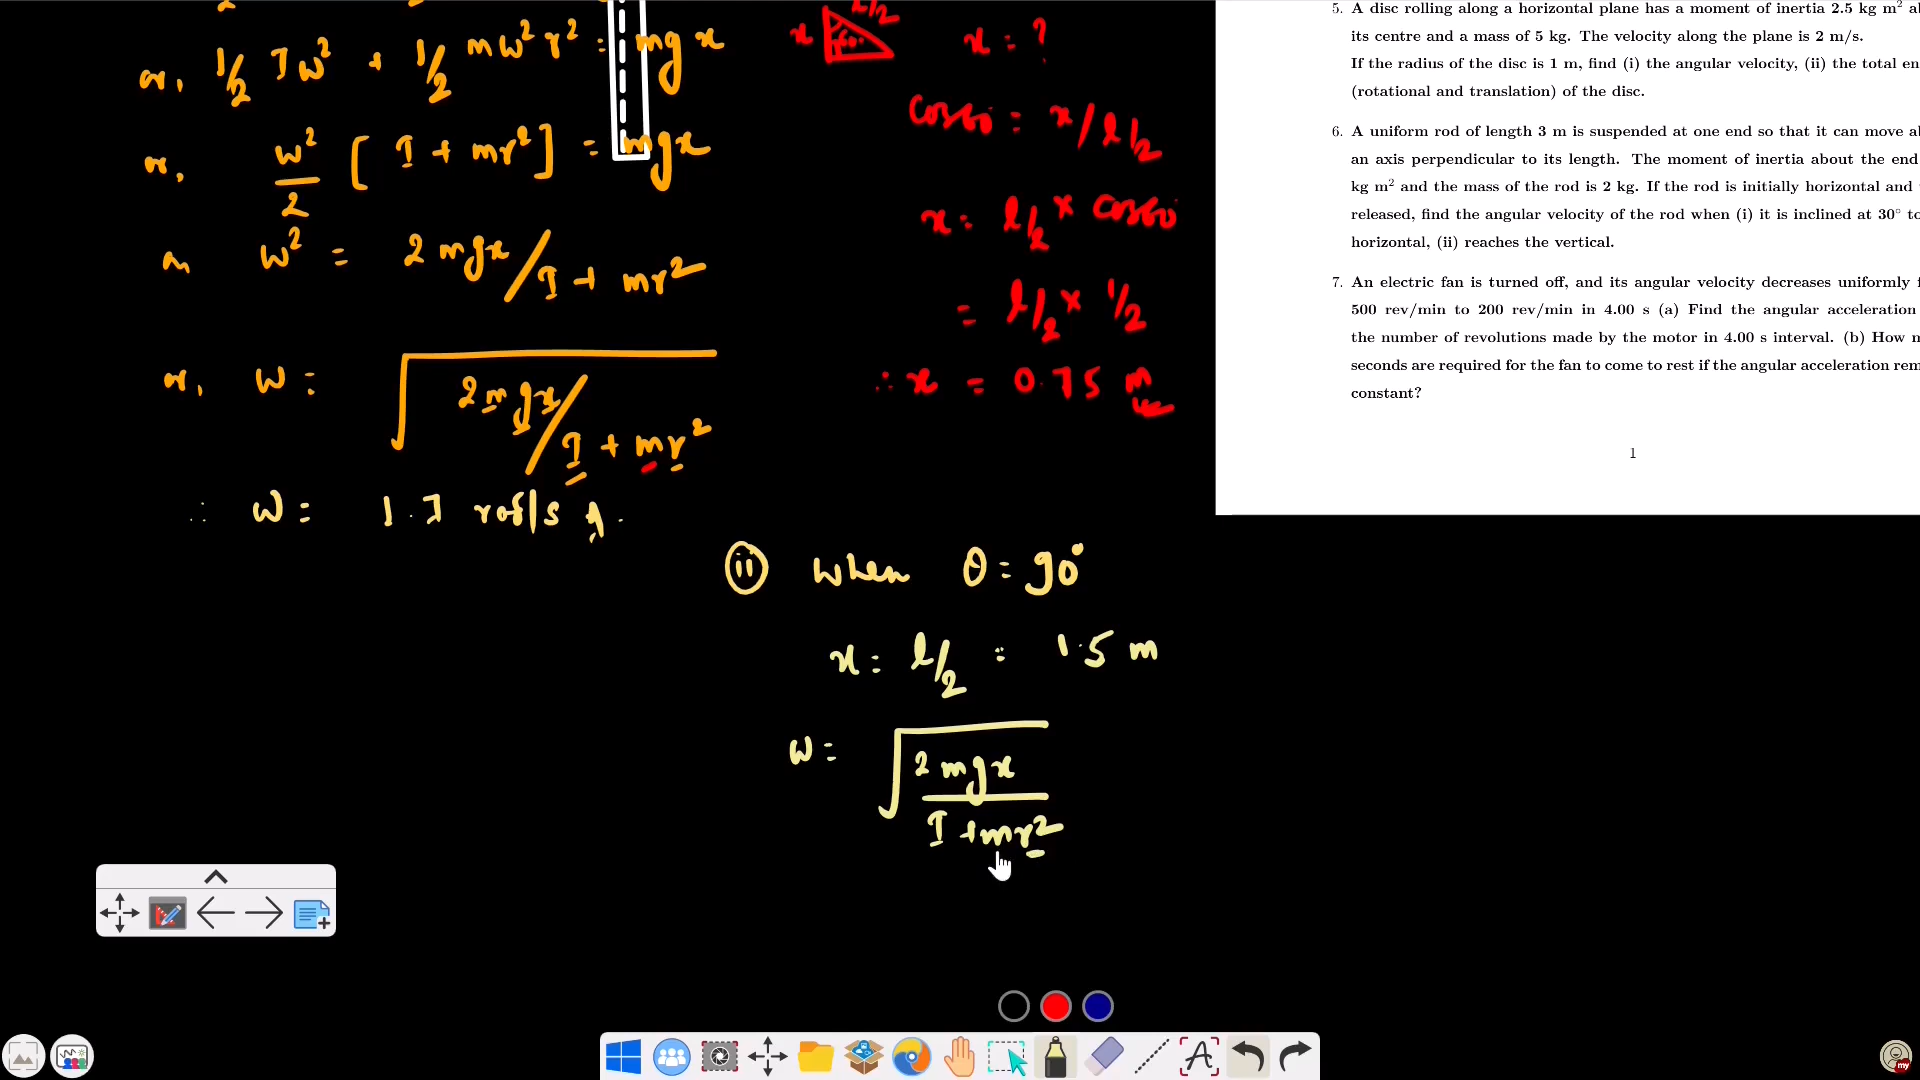 or, 1/2 Iω² + 1/2 mω²r² = mgx
or, ω²/2 [I + mr²] = mgx
or ω² = 2mgx/I + mr²
or, ω = √2mgx/I + mr²
∴ ω = 1.7 rad/s
x l/2 60°
x = ?
cos60 = x/l/2
x = l/2 × cos60
= l/2 × 1/2
∴ x = 0.75 m
(ii) when θ = 90°
x = l/2 = 1.5 m
ω = √2mgx/I + mr²
5. A disc rolling along a horizontal plane has a moment of inertia 2.5 kg m²
its centre and a mass of 5 kg. The velocity along the plane is 2 m/s.
If the radius of the disc is 1 m, find (i) the angular velocity, (ii) the total en
(rotational and translation) of the disc.
6. A uniform rod of length 3 m is suspended at one end so that it can move
an axis perpendicular to its length. The moment of inertia about the end
kg m² and the mass of the rod is 2 kg. If the rod is initially horizontal and
released, find the angular velocity of the rod when (i) it is inclined at 30° to
horizontal, (ii) reaches the vertical.
7. An electric fan is turned off, and its angular velocity decreases uniformly
500 rev/min to 200 rev/min in 4.00 s (a) Find the angular acceleration
the number of revolutions made by the motor in 4.00 s interval. (b) How
seconds are required for the fan to come to rest if the angular acceleration rem
constant?
1